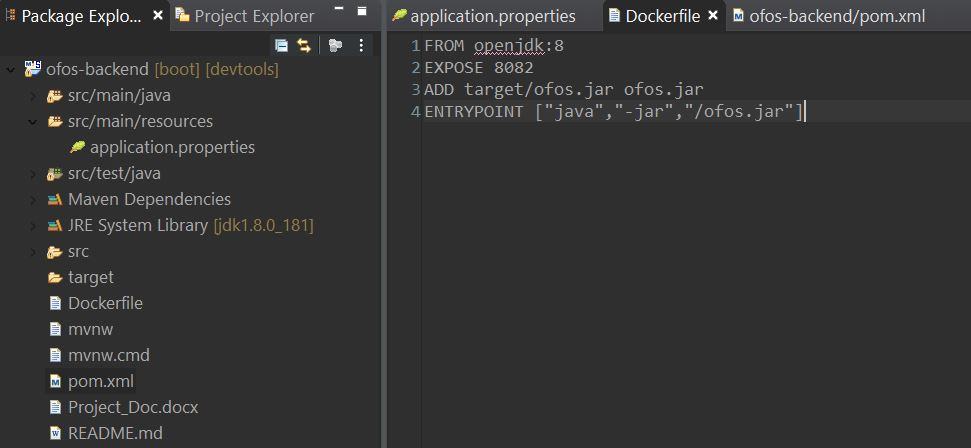 Package Explo...
Project Explorer
ofos-backend [boot] [devtools]
src/main/java
src/main/resources
application.properties
src/test/java
Maven Dependencies
JRE System Library [jdk1.8.0_181]
src
target
Dockerfile
mvnw
mvnw.cmd
pom.xml
Project_Doc.docx
README.md
application.properties
Dockerfile
ofos-backend/pom.xml
1 FROM openjdk:8
2 EXPOSE 8082
3 ADD target/ofos.jar ofos.jar
4 ENTRYPOINT ["java","-jar","/ofos.jar"]